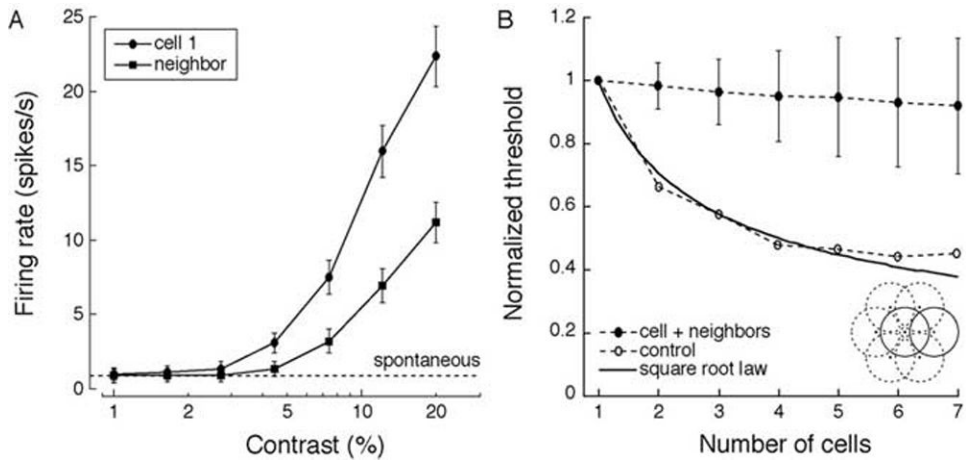 A
25
20
15
10
5
0
Firing rate (spikes/s)
cell 1
neighbor
spontaneous
1 2 5 10 20
Contrast (%)
B
1.2
1
0.8
0.6
0.4
0.2
0
Normalized threshold
cell + neighbors
control
square root law
1 2 3 4 5 6 7
Number of cells